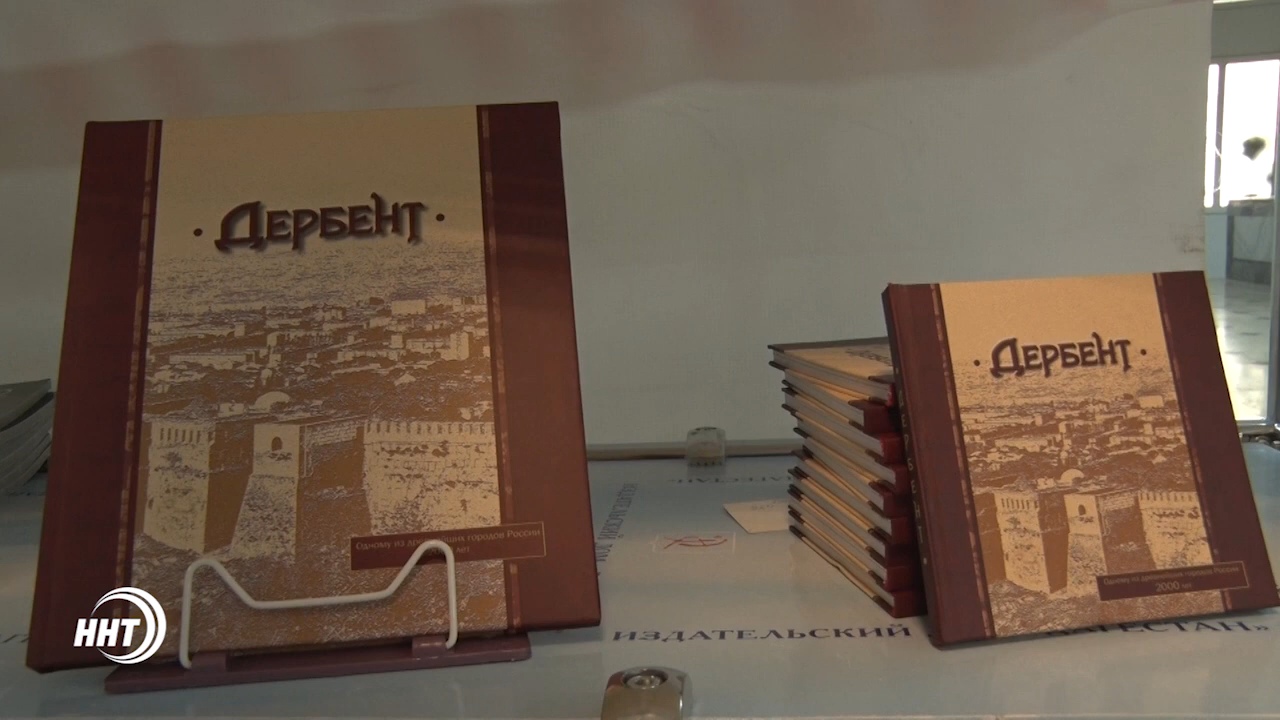 · Дербент ·
Одному из древнейших городов России
лет
· Дербент ·
Одному из древнейших городов России
2000 лет
ННТ
ИЗДАТЕЛЬСКИЙ